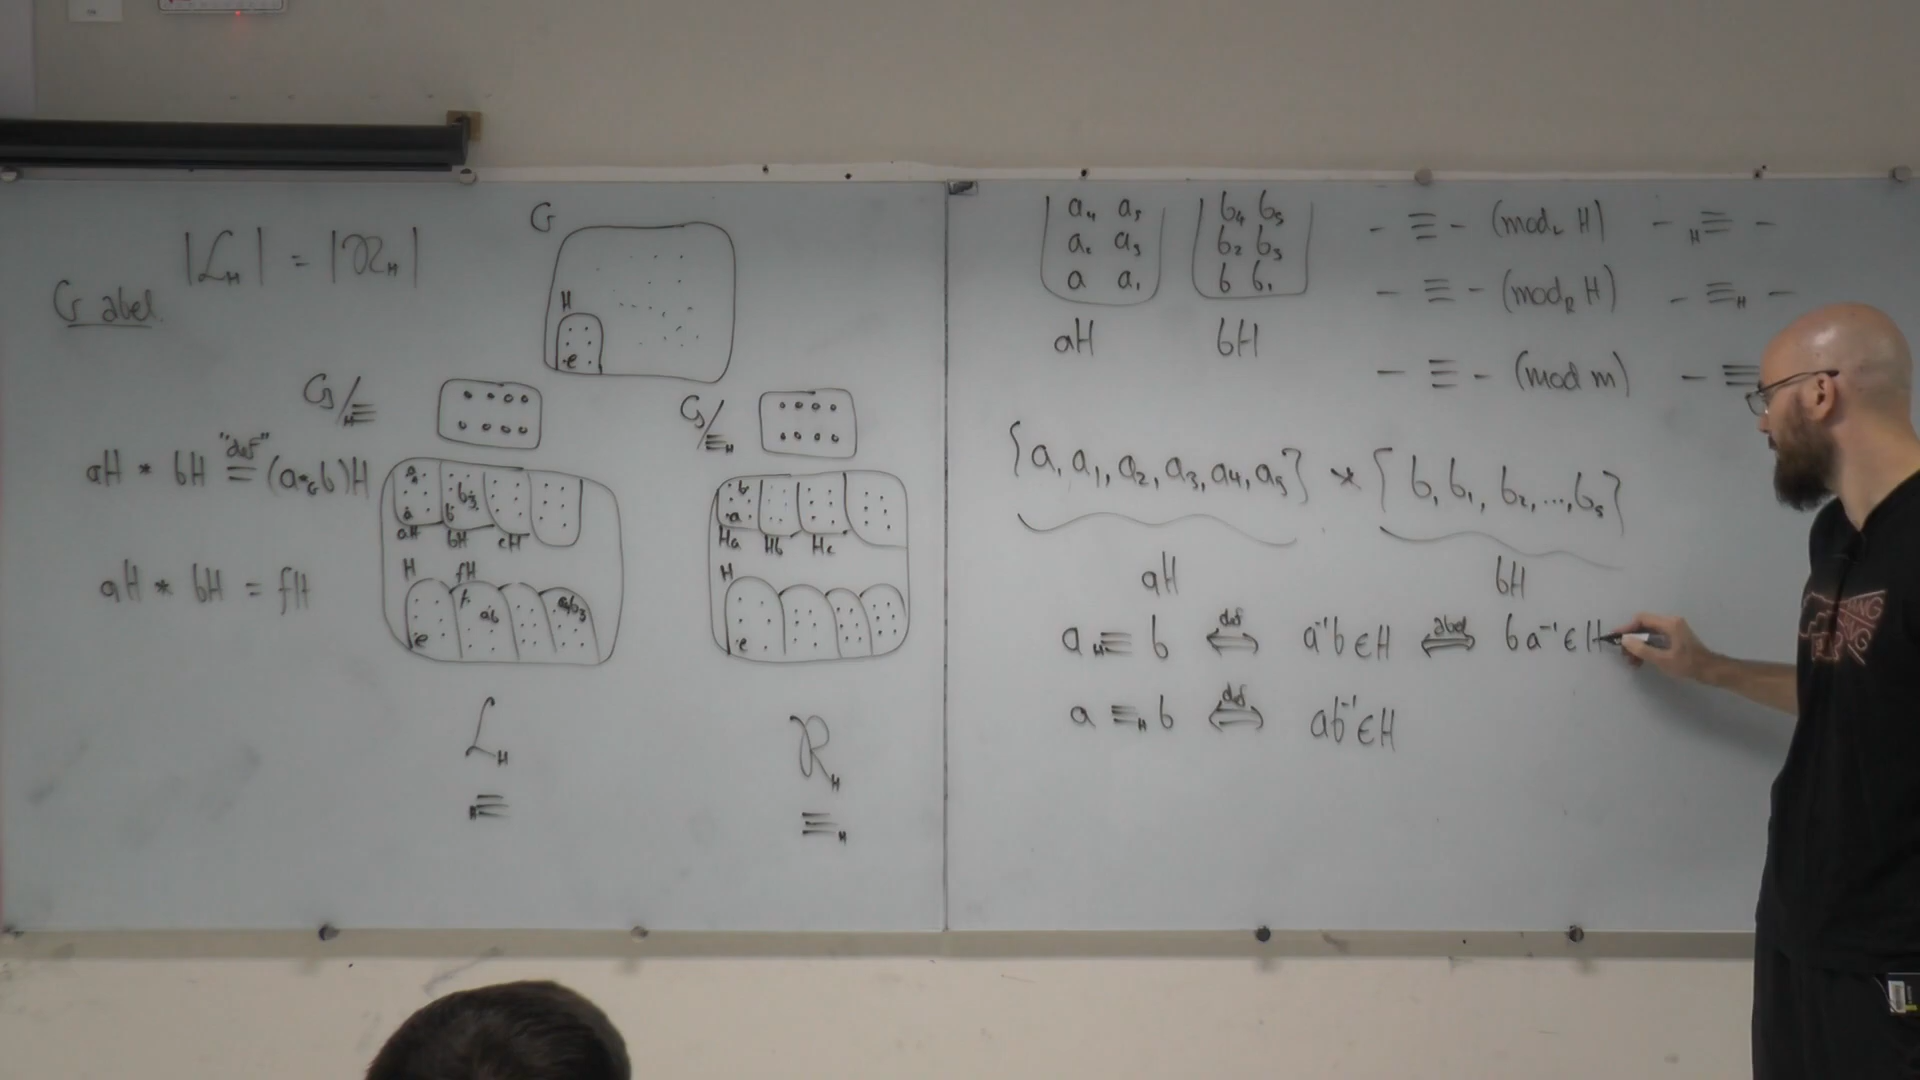 |ℒ_H| = |ℛ_H|
G abel.
G
H
e
G/_H≡
G/≡_H
aH * bH "def"= (a *_G b)H
a
b
b₃
aH bH cH
H fH
e f ab a₄b₃
aH * bH = fH
b
a
Ha Hb Hc
H
e
ℒ_H
_H≡
ℛ_H
≡_H
a₄ a₅
a₂ a₃
a a₁
aH
b₄ b₅
b₂ b₃
b b₁
bH
- ≡ - (mod_L H) - _H≡ -
- ≡ - (mod_R H) - ≡_H -
- ≡ - (mod m) - ≡
{a, a₁, a₂, a₃, a₄, a₅} * {b, b₁, b₂, ..., b₅}
aH bH
a _H≡ b ⇔def a⁻¹b ∈ H ⇔abel ba⁻¹ ∈ H
a ≡_H b ⇔def ab⁻¹ ∈ H